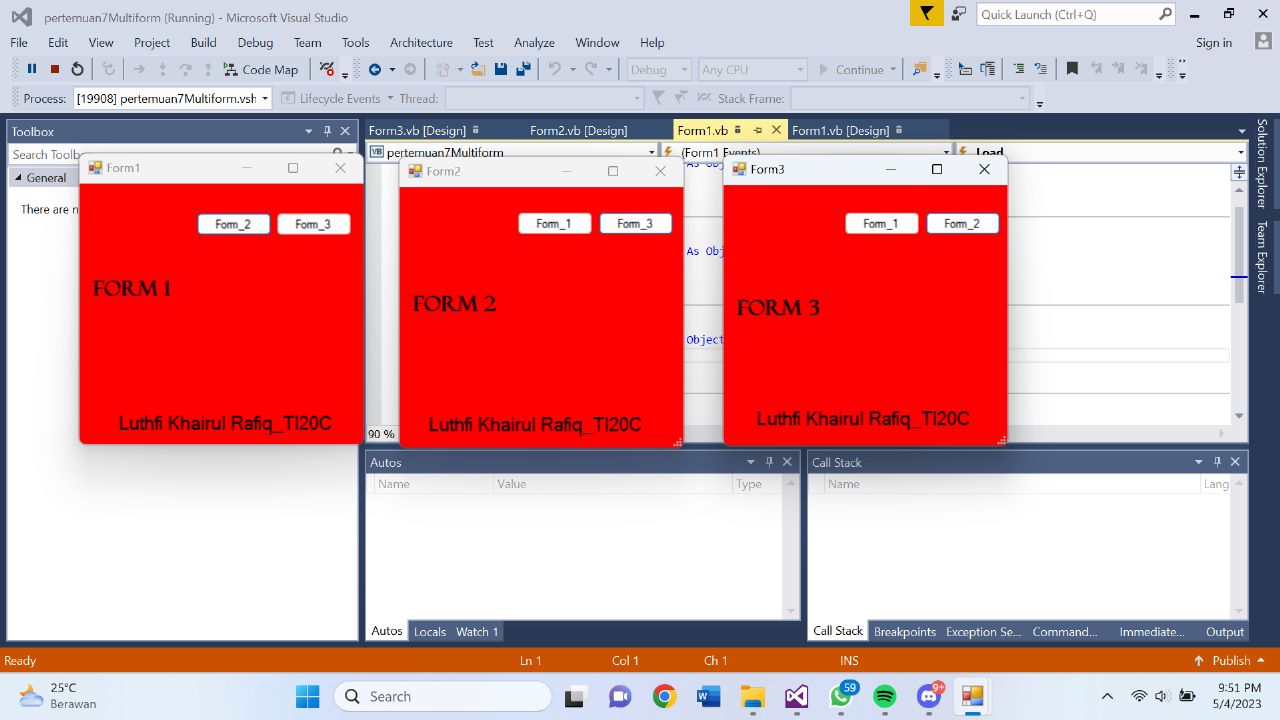 pertemuan7Multiform (Running) - Microsoft Visual Studio
Quick Launch (Ctrl+Q)
File Edit View Project Build Debug Team Tools Architecture Test Analyze Window Help Sign in
Code Map Debug Any CPU Continue
Process: [19908] pertemuan7Multiform.vsh Lifecycle Events Thread: Stack Frame:
Toolbox
Form3.vb [Design] Form2.vb [Design] Form1.vb Form1.vb [Design]
Search Toolb
pertemuan7Multiform (Form1 Events) Load
General
There are n
Form1
Form_2 Form_3
FORM 1
Luthfi Khairul Rafiq_TI20C
Form2
Form_1 Form_3
FORM 2
Luthfi Khairul Rafiq_TI20C
Form3
Form_1 Form_2
FORM 3
Luthfi Khairul Rafiq_TI20C
As Obj
Object
Solution Explorer
Team Explorer
90 %
Autos
Name Value Type
Autos Locals Watch 1
Call Stack
Name Lang
Call Stack Breakpoints Exception Se... Command... Immediate... Output
Ready Ln 1 Col 1 Ch 1 INS Publish
25°C
Berawan
Search
59
9+
9:51 PM
5/4/2023